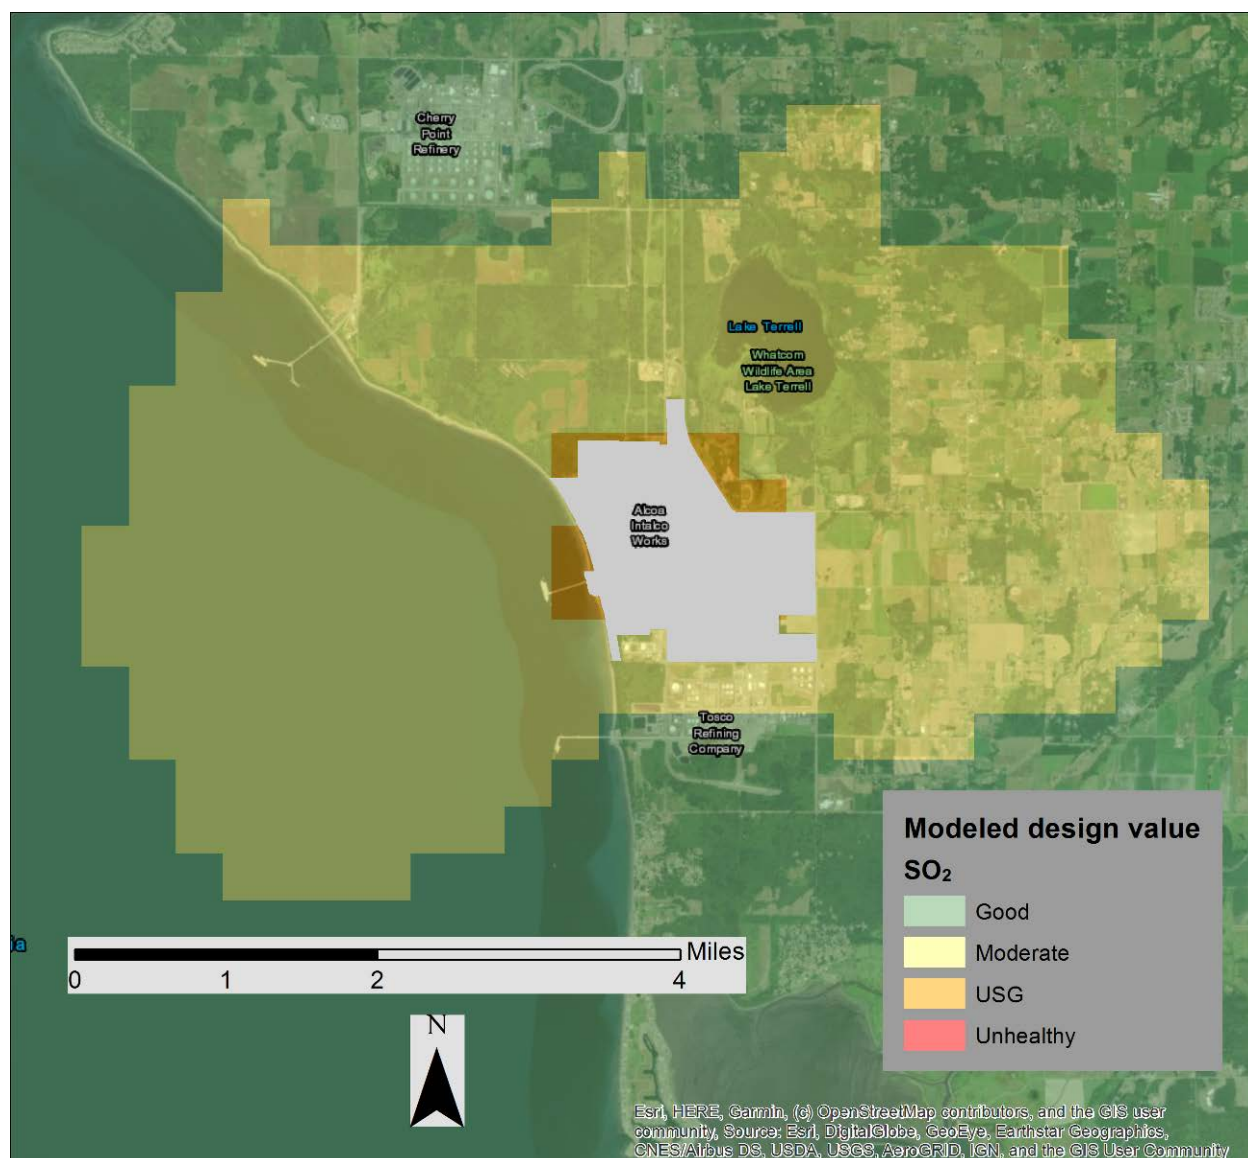 Cherry
Point
Refinery
Lake Terrell
Whatcom
Wildlife Area
Lake Terrell
Alcoa
Intalco
Works
Tosco
Refining
Company
Modeled design value
SO₂
Good
Moderate
USG
Unhealthy
ia
Miles
0 1 2 4
N
Esri, HERE, Garmin, (c) OpenStreetMap contributors, and the GIS user
community, Source: Esri, DigitalGlobe, GeoEye, Earthstar Geographics,
CNES/Airbus DS, USDA, USGS, AeroGRID, IGN, and the GIS User Community